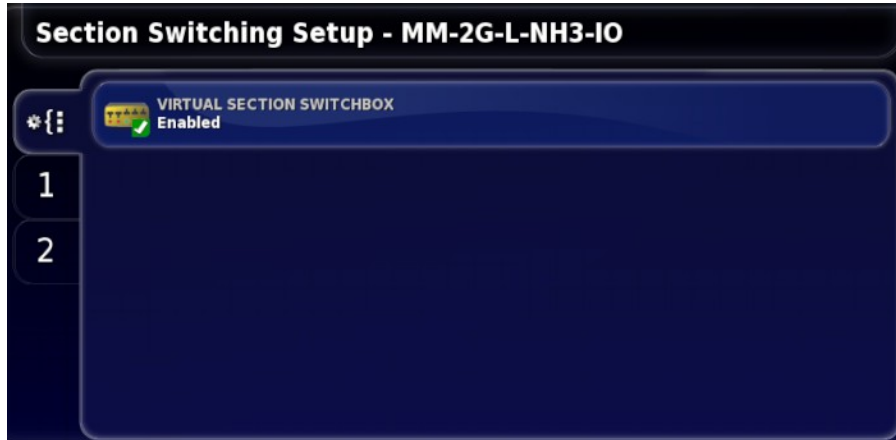 Section Switching Setup - MM-2G-L-NH3-IO
VIRTUAL SECTION SWITCHBOX
Enabled
1
2